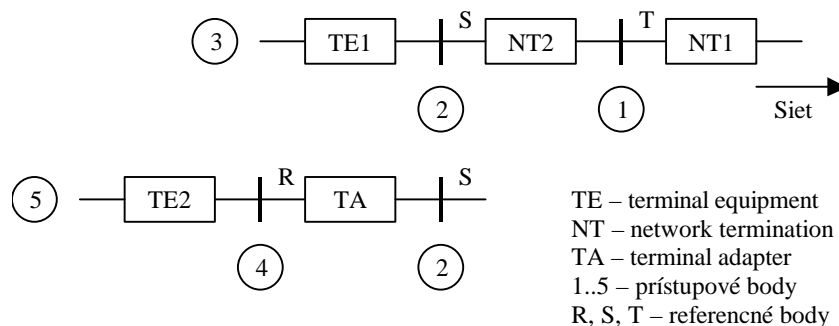 S T
3 TE1 NT2 NT1
2 1 Siet
R S
5 TE2 TA
4 2
TE – terminal equipment
NT – network termination
TA – terminal adapter
1..5 – prístupové body
R, S, T – referencné body